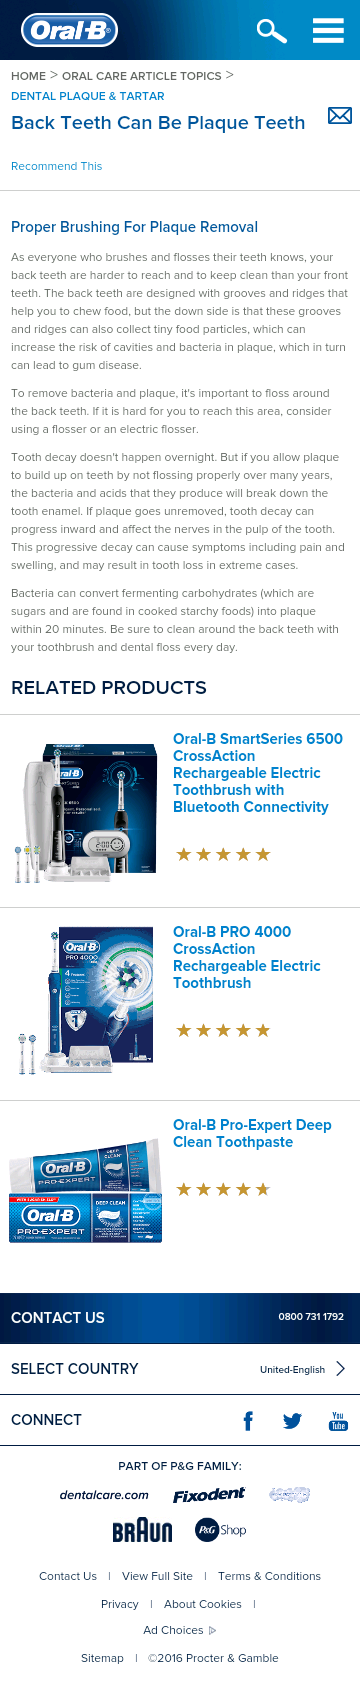 Oral-B
HOME > ORAL CARE ARTICLE TOPICS >
DENTAL PLAQUE & TARTAR
Back Teeth Can Be Plaque Teeth
Recommend This
Proper Brushing For Plaque Removal
As everyone who brushes and flosses their teeth knows, your
back teeth are harder to reach and to keep clean than your front
teeth. The back teeth are designed with grooves and ridges that
help you to chew food, but the down side is that these grooves
and ridges can also collect tiny food particles, which can
increase the risk of cavities and bacteria in plaque, which in turn
can lead to gum disease.
To remove bacteria and plaque, it's important to floss around
the back teeth. If it is hard for you to reach this area, consider
using a flosser or an electric flosser.
Tooth decay doesn't happen overnight. But if you allow plaque
to build up on teeth by not flossing properly over many years,
the bacteria and acids that they produce will break down the
tooth enamel. If plaque goes unremoved, tooth decay can
progress inward and affect the nerves in the pulp of the tooth.
This progressive decay can cause symptoms including pain and
swelling, and may result in tooth loss in extreme cases.
Bacteria can convert fermenting carbohydrates (which are
sugars and are found in cooked starchy foods) into plaque
within 20 minutes. Be sure to clean around the back teeth with
your toothbrush and dental floss every day.
RELATED PRODUCTS
Oral-B
Oral-B SmartSeries 6500
CrossAction
Rechargeable Electric
Toothbrush with
Bluetooth Connectivity
Oral-B
PRO 4000
Oral-B PRO 4000
CrossAction
Rechargeable Electric
Toothbrush
Oral-B
PRO-EXPERT
DEEP CLEAN
Oral-B
PRO-EXPERT
DEEP CLEAN
Oral-B Pro-Expert Deep
Clean Toothpaste
CONTACT US 0800 731 1792
SELECT COUNTRY United-English
CONNECT
You
Tube
PART OF P&G FAMILY:
dentalcare.com Fixodent
BRAUN P&G Shop
Contact Us | View Full Site | Terms & Conditions
Privacy | About Cookies |
Ad Choices
Sitemap | ©2016 Procter & Gamble